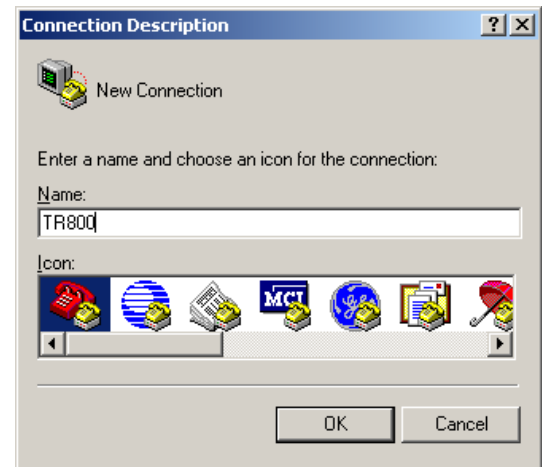 Connection Description
New Connection
Enter a name and choose an icon for the connection:
Name:
TR800
Icon:
MCI
OK Cancel